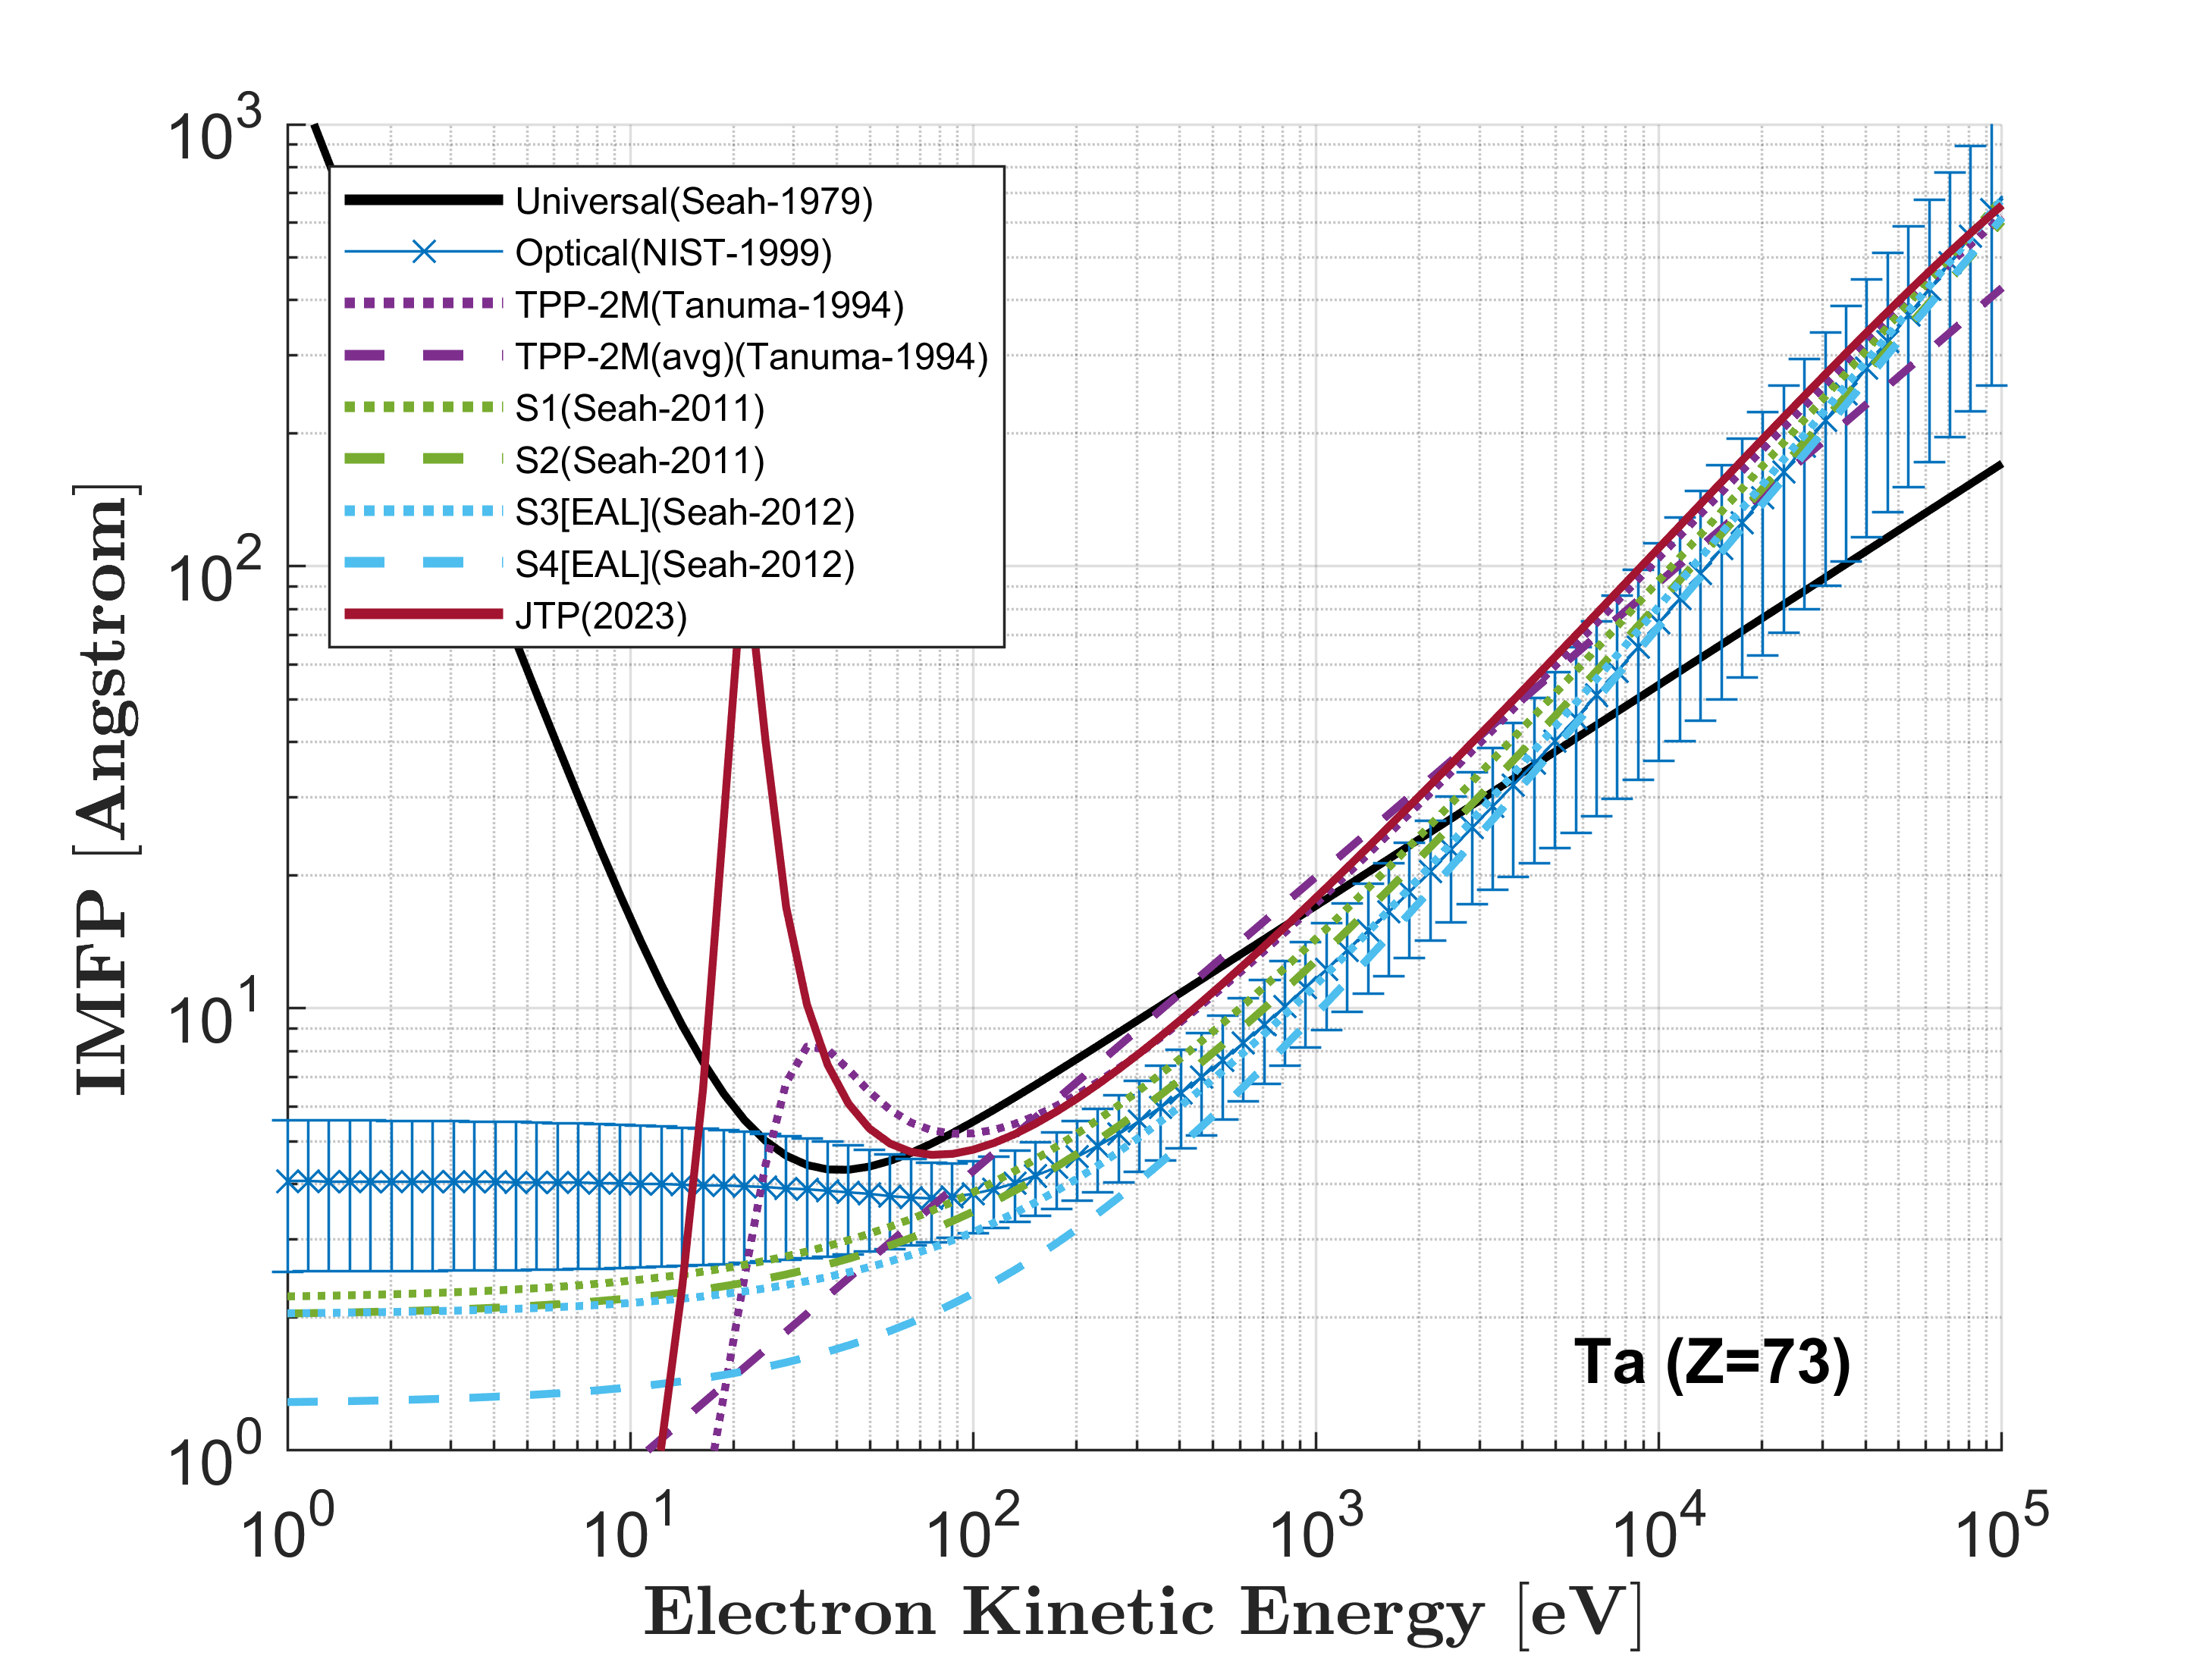 10^3
10^2
10^1
10^0
IMFP [Angstrom]
Universal(Seah-1979)
Optical(NIST-1999)
TPP-2M(Tanuma-1994)
TPP-2M(avg)(Tanuma-1994)
S1(Seah-2011)
S2(Seah-2011)
S3[EAL](Seah-2012)
S4[EAL](Seah-2012)
JTP(2023)
Ta (Z=73)
10^0 10^1 10^2 10^3 10^4 10^5
Electron Kinetic Energy [eV]